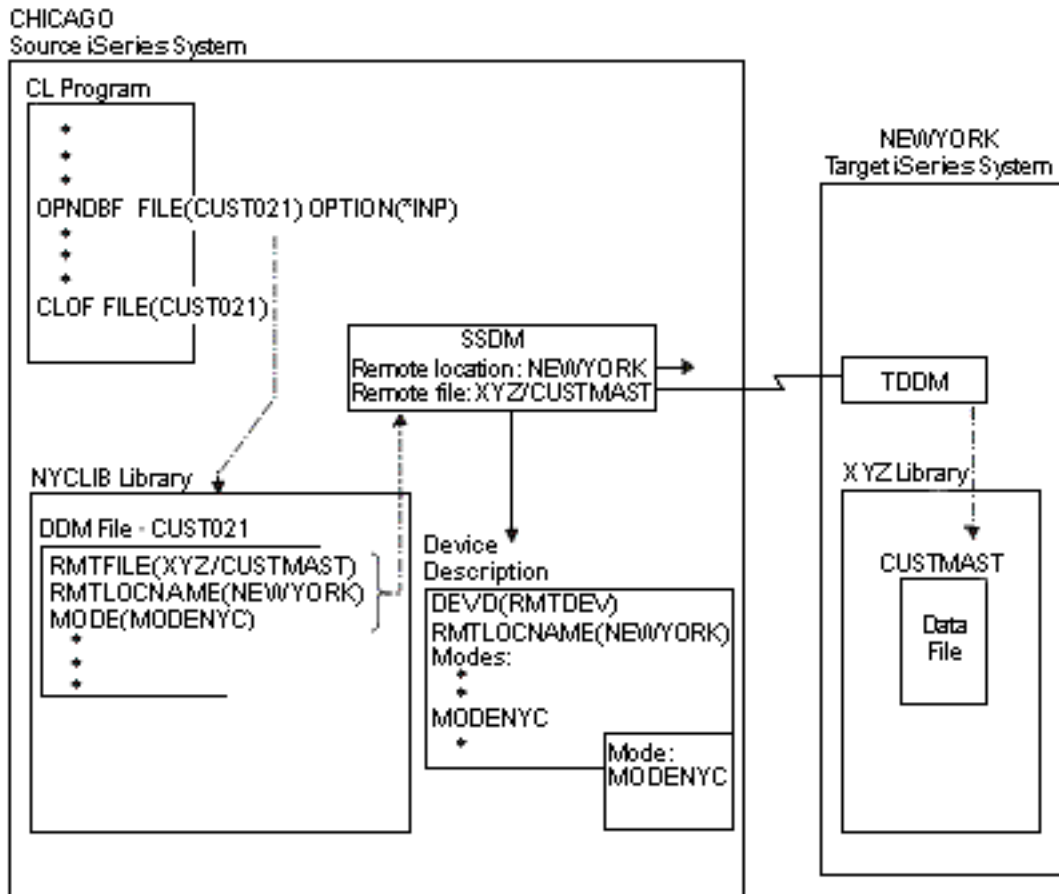 CHICAGO
Source iSeries System
CL Program
OPNDBF FILE(CUST021) OPTION(*INP)
CLOF FILE(CUST021)
SSDM
Remote location: NEWYORK
Remote file: XYZ/CUSTMAST
NYCLIB Library
DDM File - CUST021
RMTFILE(XYZ/CUSTMAST)
RMTLOCNAME(NEWYORK)
MODE(MODENYC)
Device
Description
DEVD(RMTDEV)
RMTLOCNAME(NEWYORK)
Modes:
MODENYC
Mode:
MODENYC
NEWYORK
Target iSeries System
TDDM
XYZ Library
CUSTMAST
Data
File